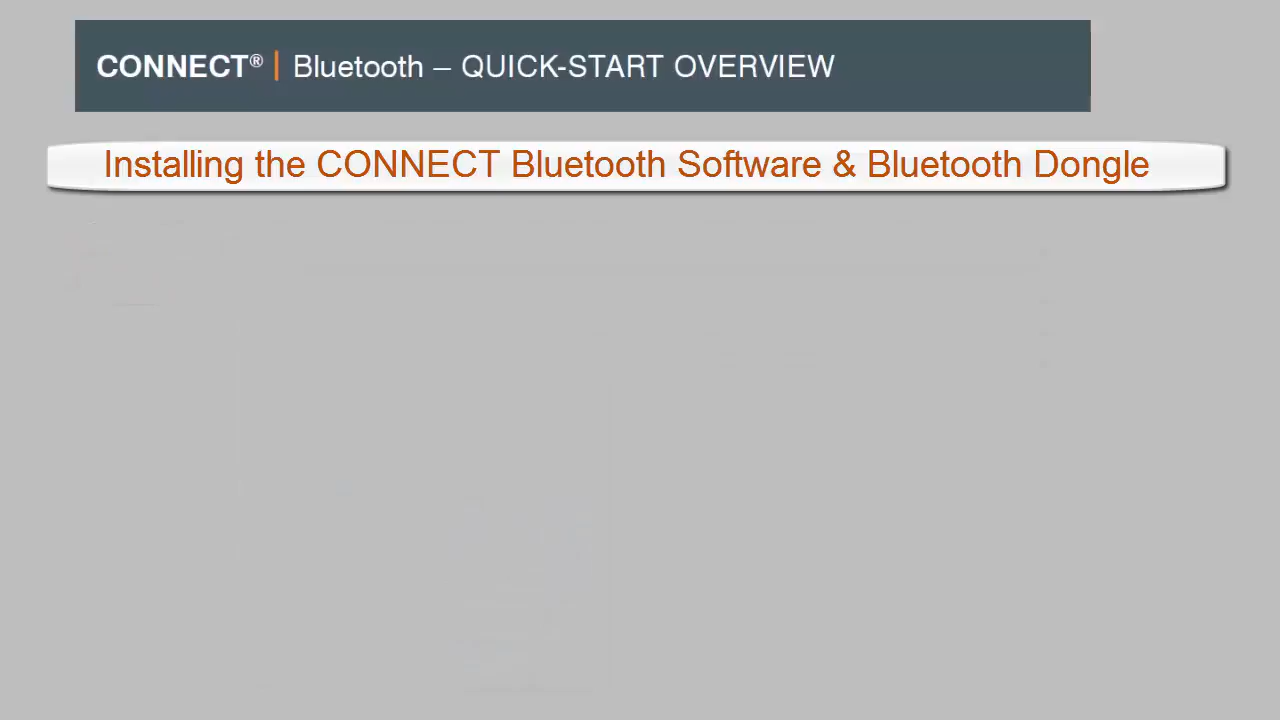 CONNECT® | Bluetooth – QUICK-START OVERVIEW
Installing the CONNECT Bluetooth Software & Bluetooth Dongle